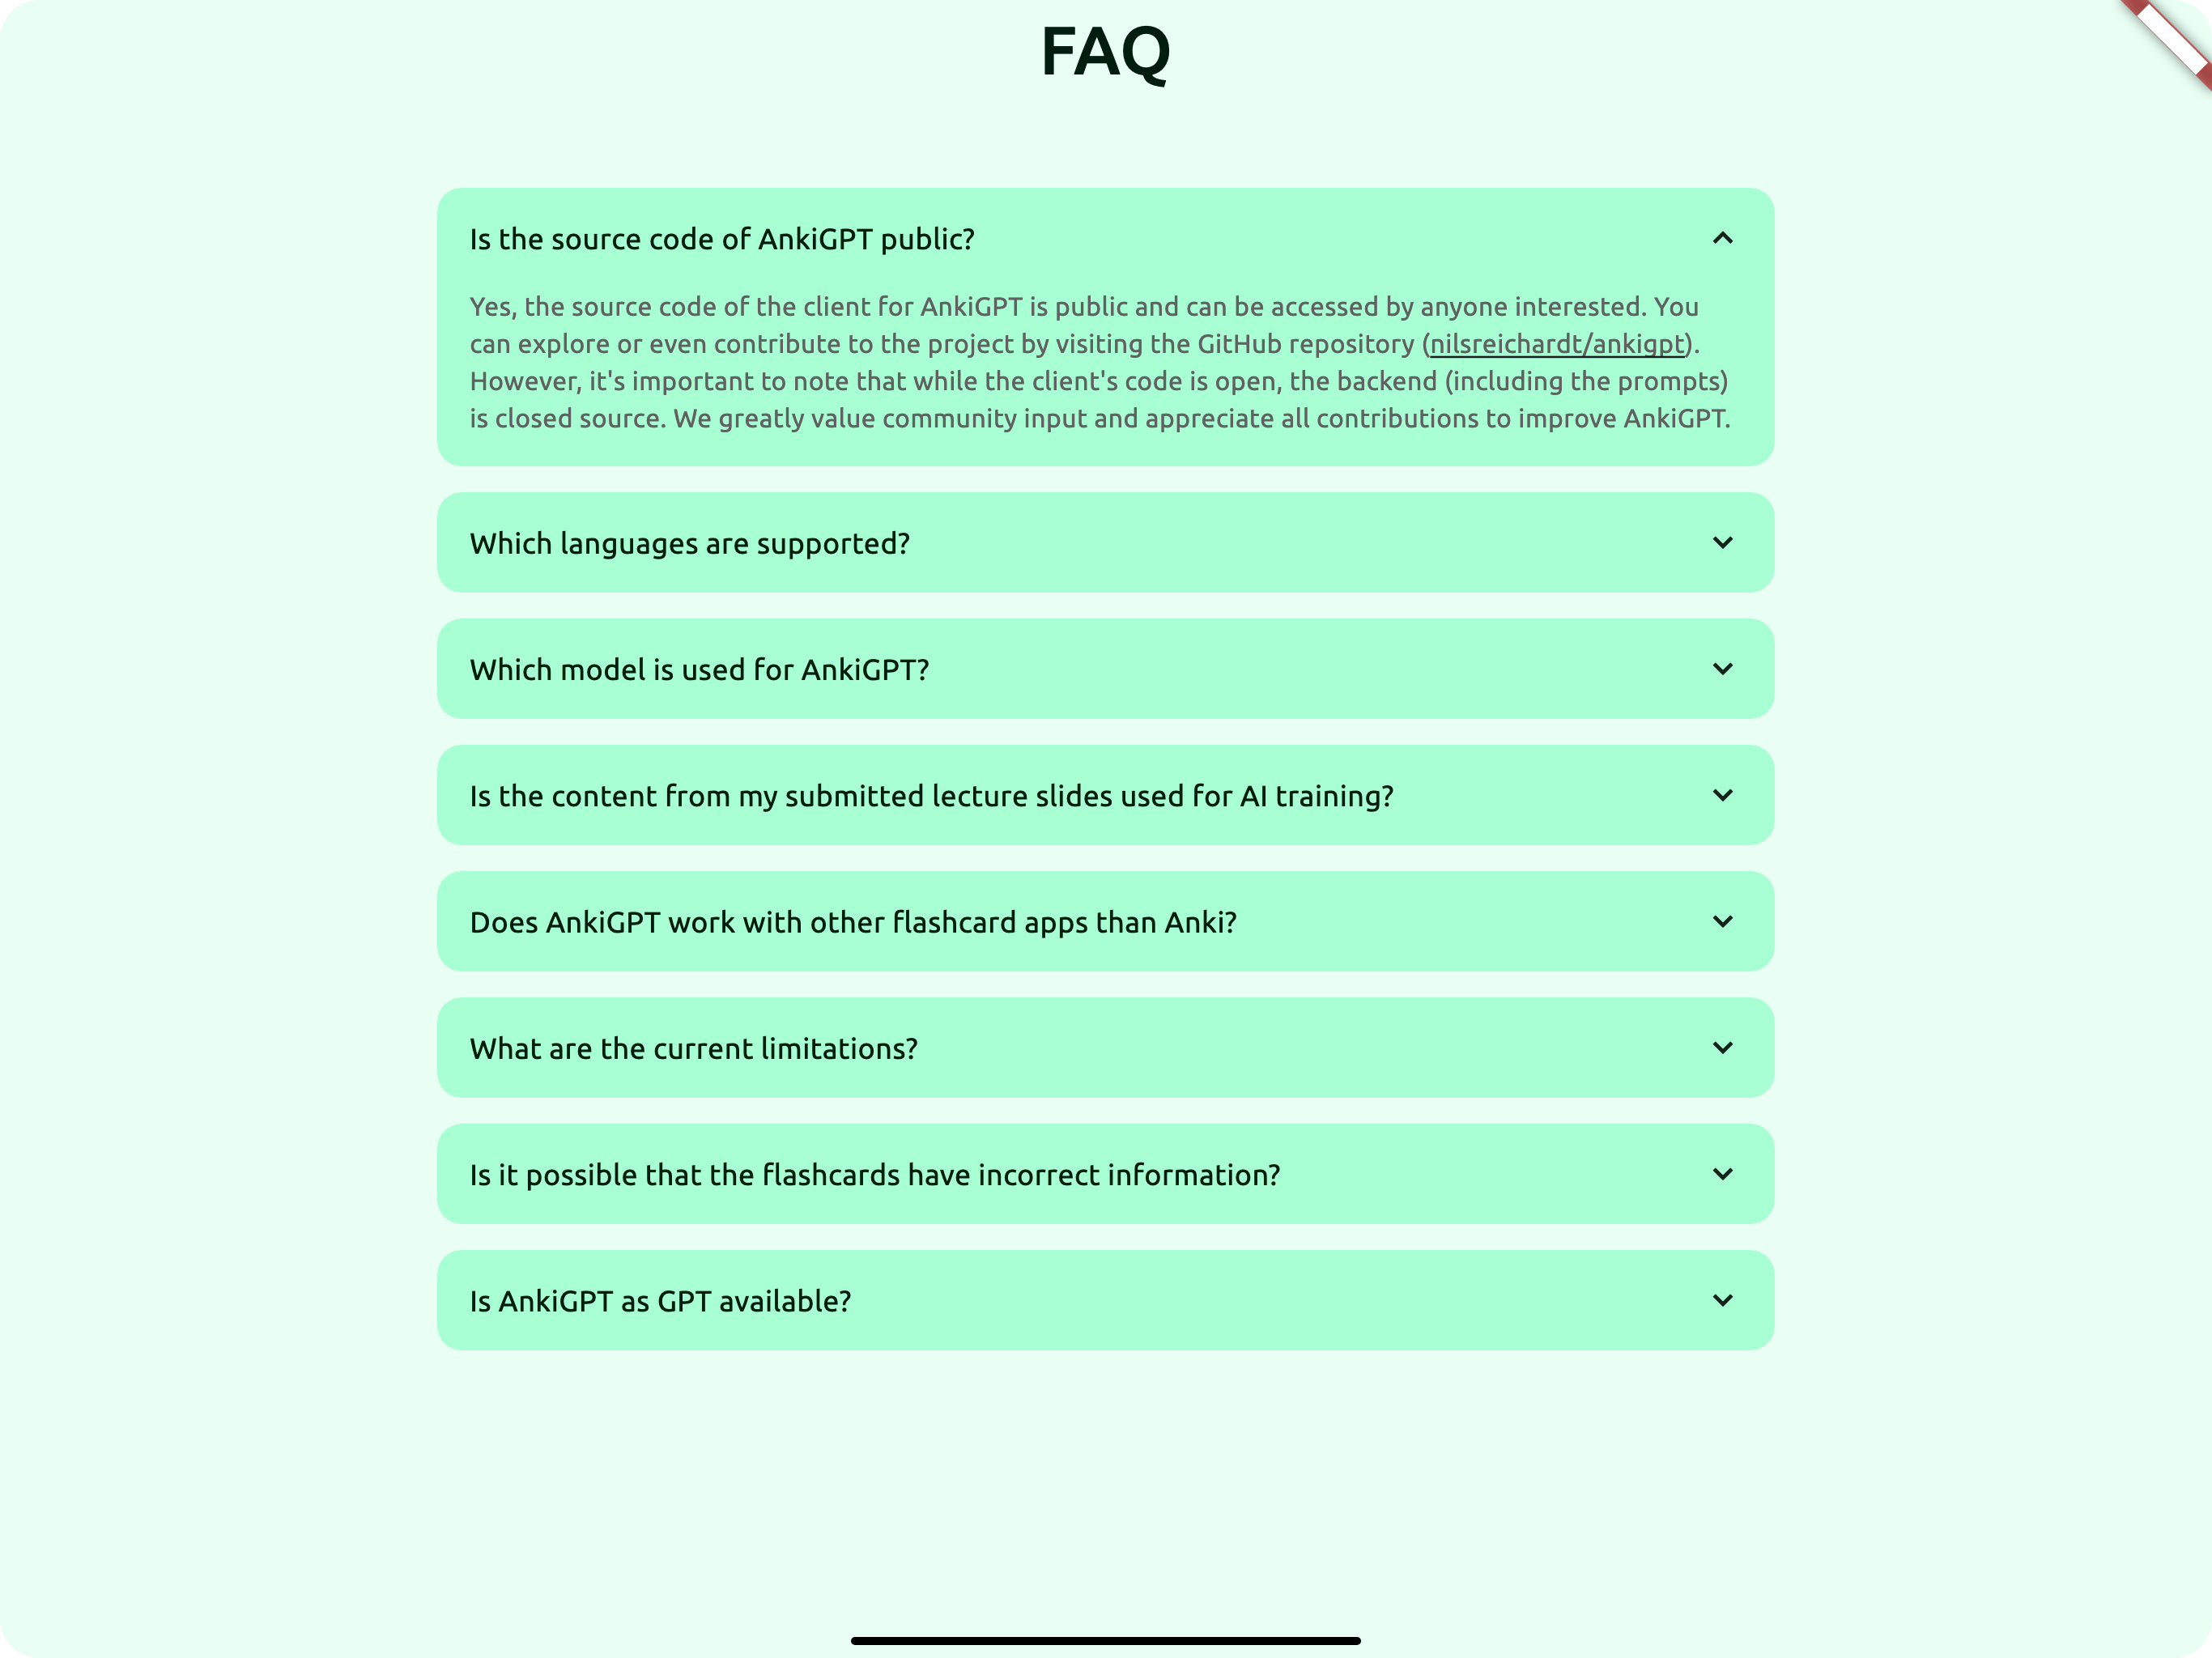 FAQ
Is the source code of AnkiGPT public?
Yes, the source code of the client for AnkiGPT is public and can be accessed by anyone interested. You
can explore or even contribute to the project by visiting the GitHub repository (nilsreichardt/ankigpt).
However, it's important to note that while the client's code is open, the backend (including the prompts)
is closed source. We greatly value community input and appreciate all contributions to improve AnkiGPT.
Which languages are supported?
Which model is used for AnkiGPT?
Is the content from my submitted lecture slides used for AI training?
Does AnkiGPT work with other flashcard apps than Anki?
What are the current limitations?
Is it possible that the flashcards have incorrect information?
Is AnkiGPT as GPT available?